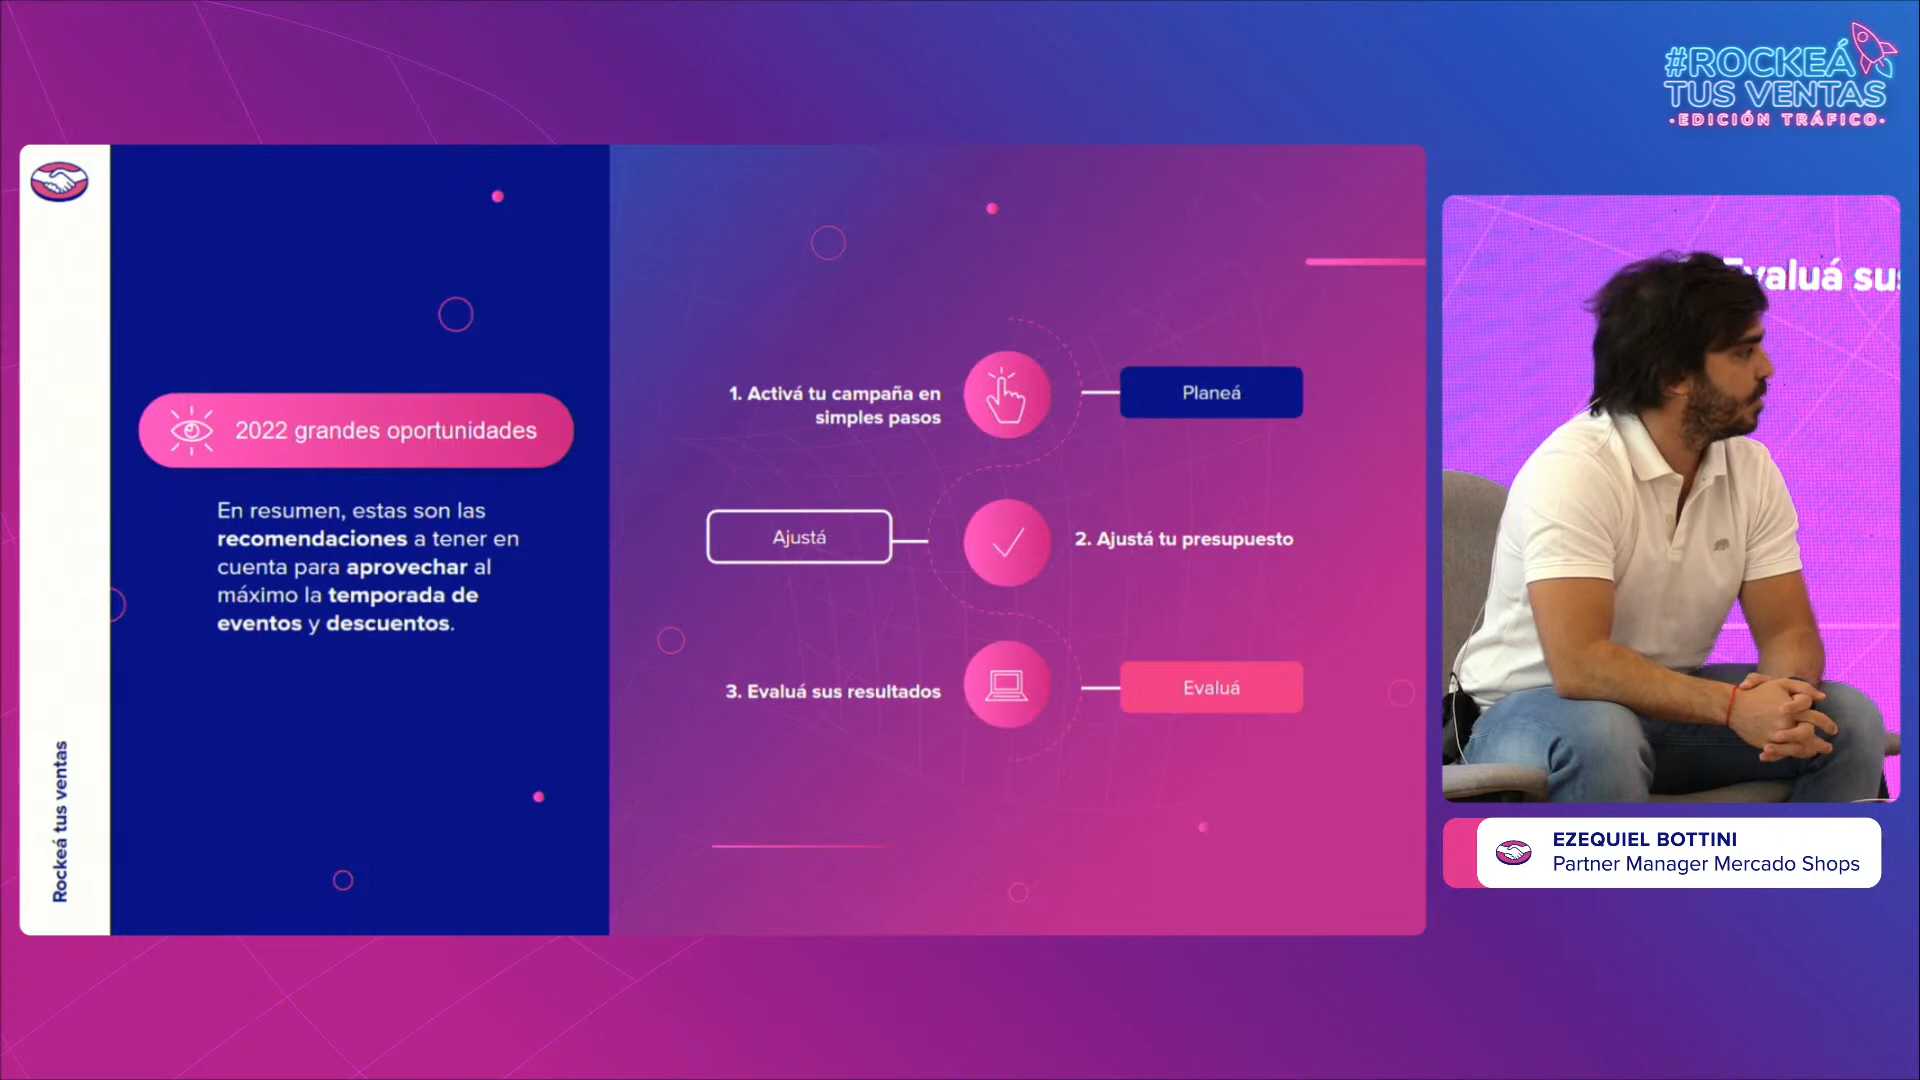 #ROCKEÁ
TUS VENTAS
•EDICIÓN TRÁFICO•
2022 grandes oportunidades
En resumen, estas son las
recomendaciones a tener en
cuenta para aprovechar al
máximo la temporada de
eventos y descuentos.
Rockeá tus ventas
1. Activá tu campaña en
simples pasos
Planeá
Ajustá
2. Ajustá tu presupuesto
3. Evaluá sus resultados
Evaluá
Evaluá sus
EZEQUIEL BOTTINI
Partner Manager Mercado Shops